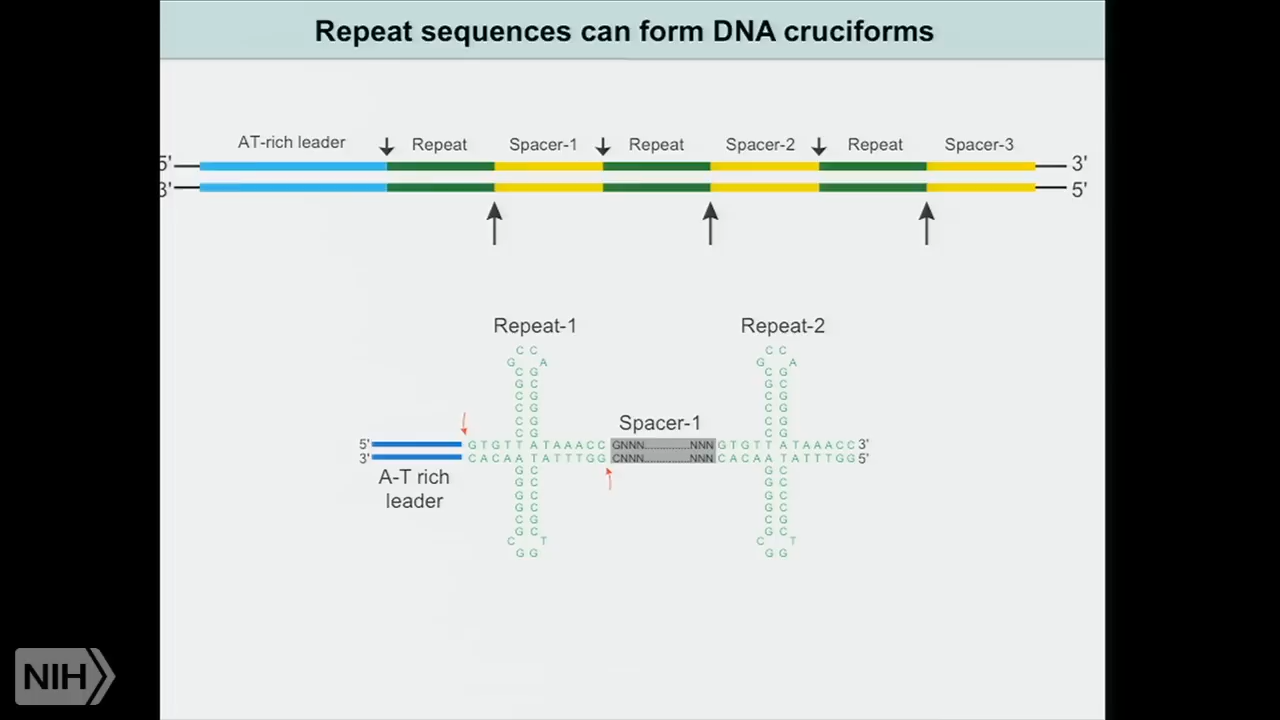 Repeat sequences can form DNA cruciforms
AT-rich leader Repeat Spacer-1 Repeat Spacer-2 Repeat Spacer-3
5' 3'
3' 5'
Repeat-1 Repeat-2
C C C C
G A G A
C G C G
G C G C
C G C G
C G C G
C G C G
C G C G
Spacer-1
5' G T G T T A T A A A C C GNNN............NNN G T G T T A T A A A C C 3'
3' C A C A A T A T T T G G CNNN............NNN C A C A A T A T T T G G 5'
A-T rich
leader
G C G C
G C G C
G C G C
G C G C
C G C G
G C G C
C T C T
G G G G
NIH